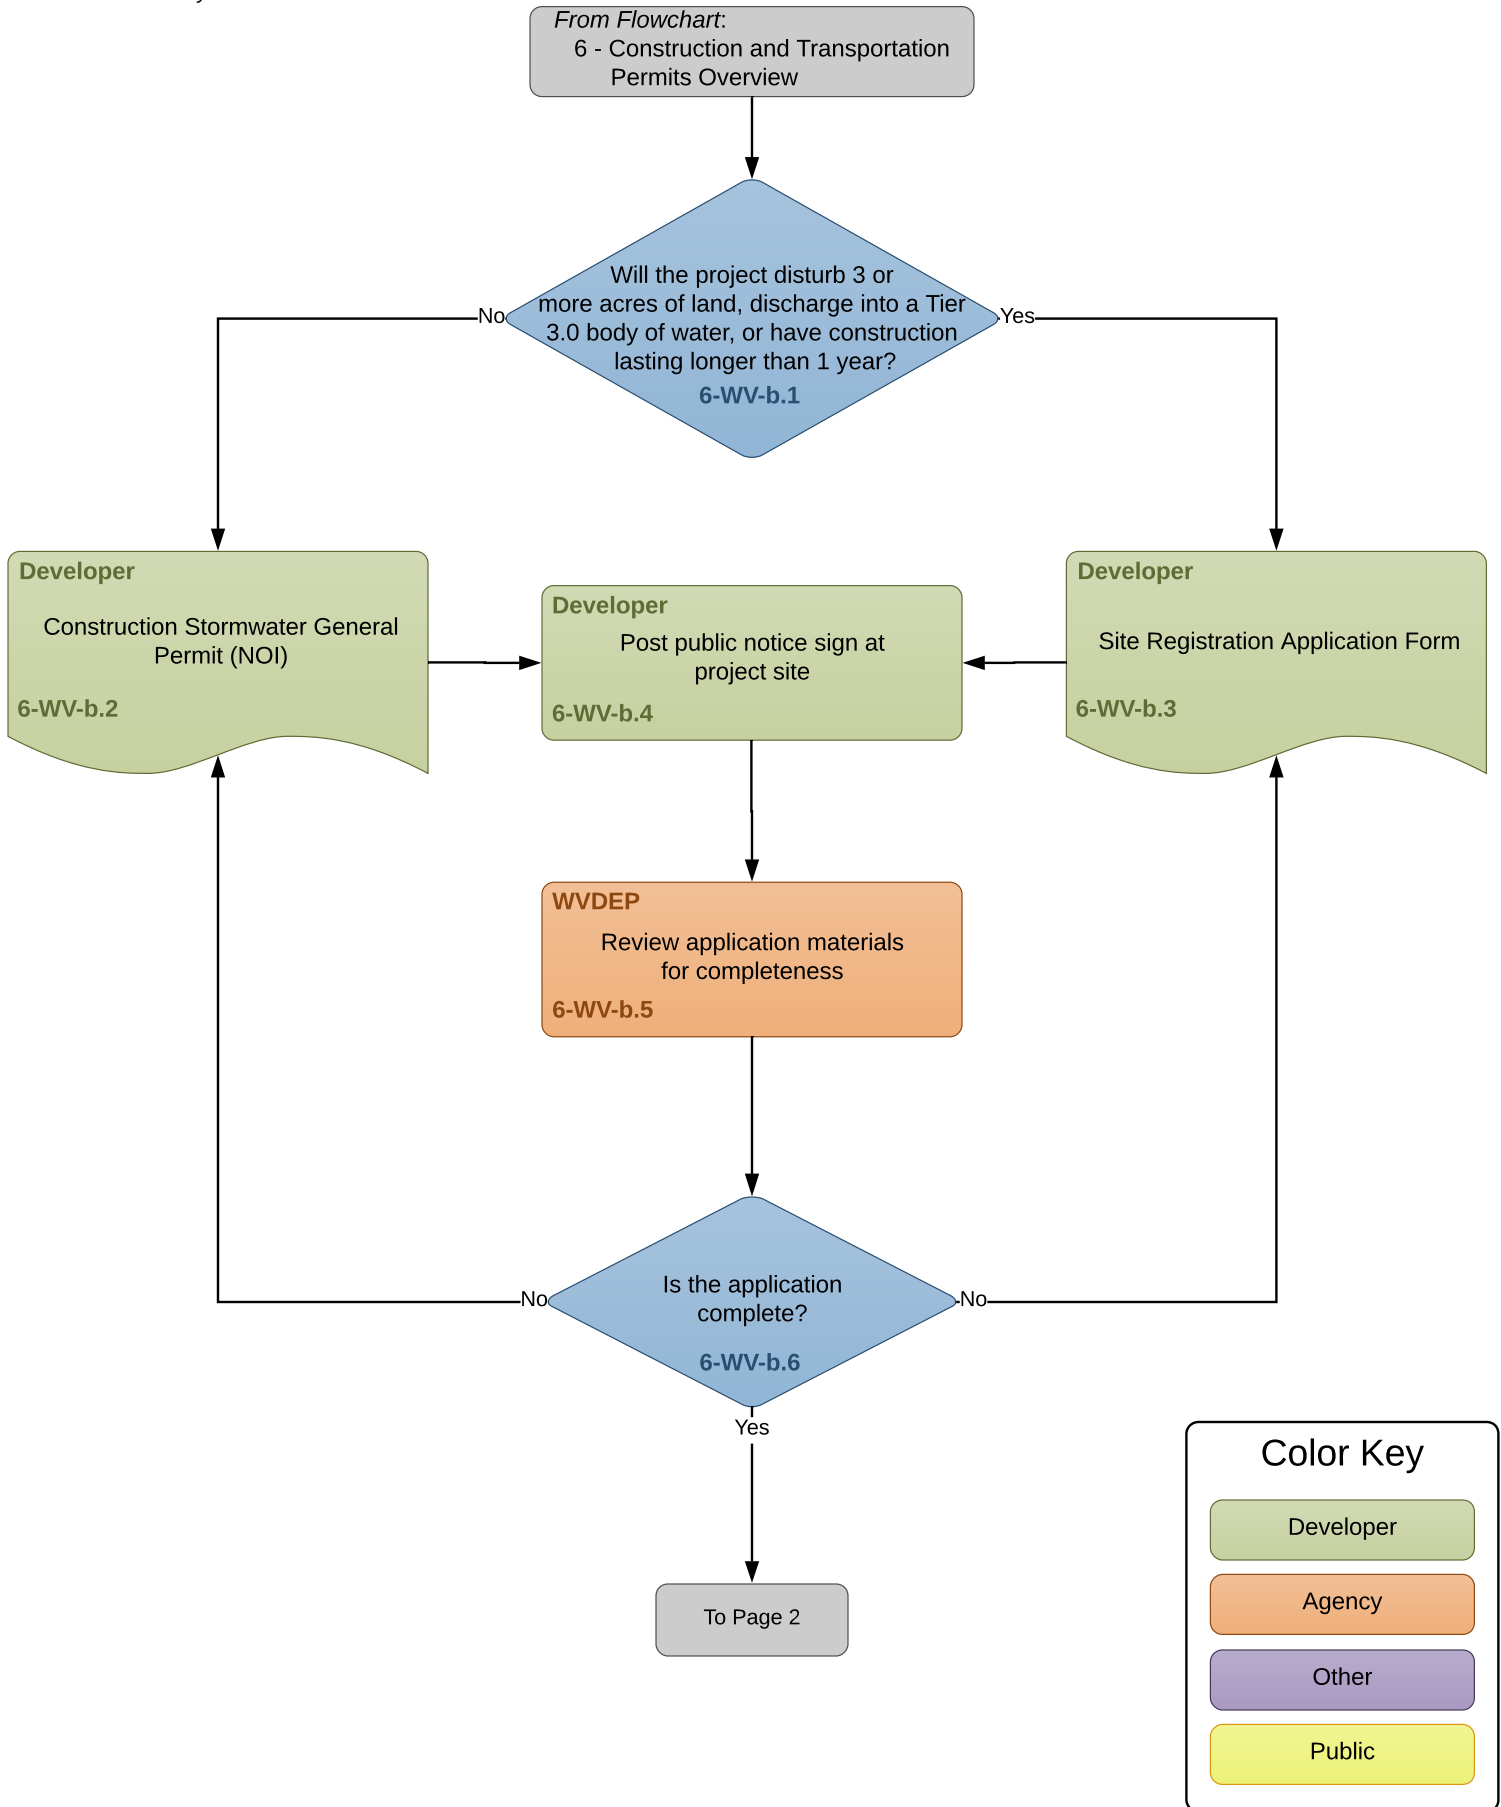 From Flowchart:
6 - Construction and Transportation
Permits Overview
Will the project disturb 3 or
more acres of land, discharge into a Tier
3.0 body of water, or have construction
lasting longer than 1 year?
6-WV-b.1
No
Yes
Developer
Construction Stormwater General
Permit (NOI)
6-WV-b.2
Developer
Post public notice sign at
project site
6-WV-b.4
Developer
Site Registration Application Form
6-WV-b.3
WVDEP
Review application materials
for completeness
6-WV-b.5
Is the application
complete?
6-WV-b.6
No
No
Yes
To Page 2
Color Key
Developer
Agency
Other
Public